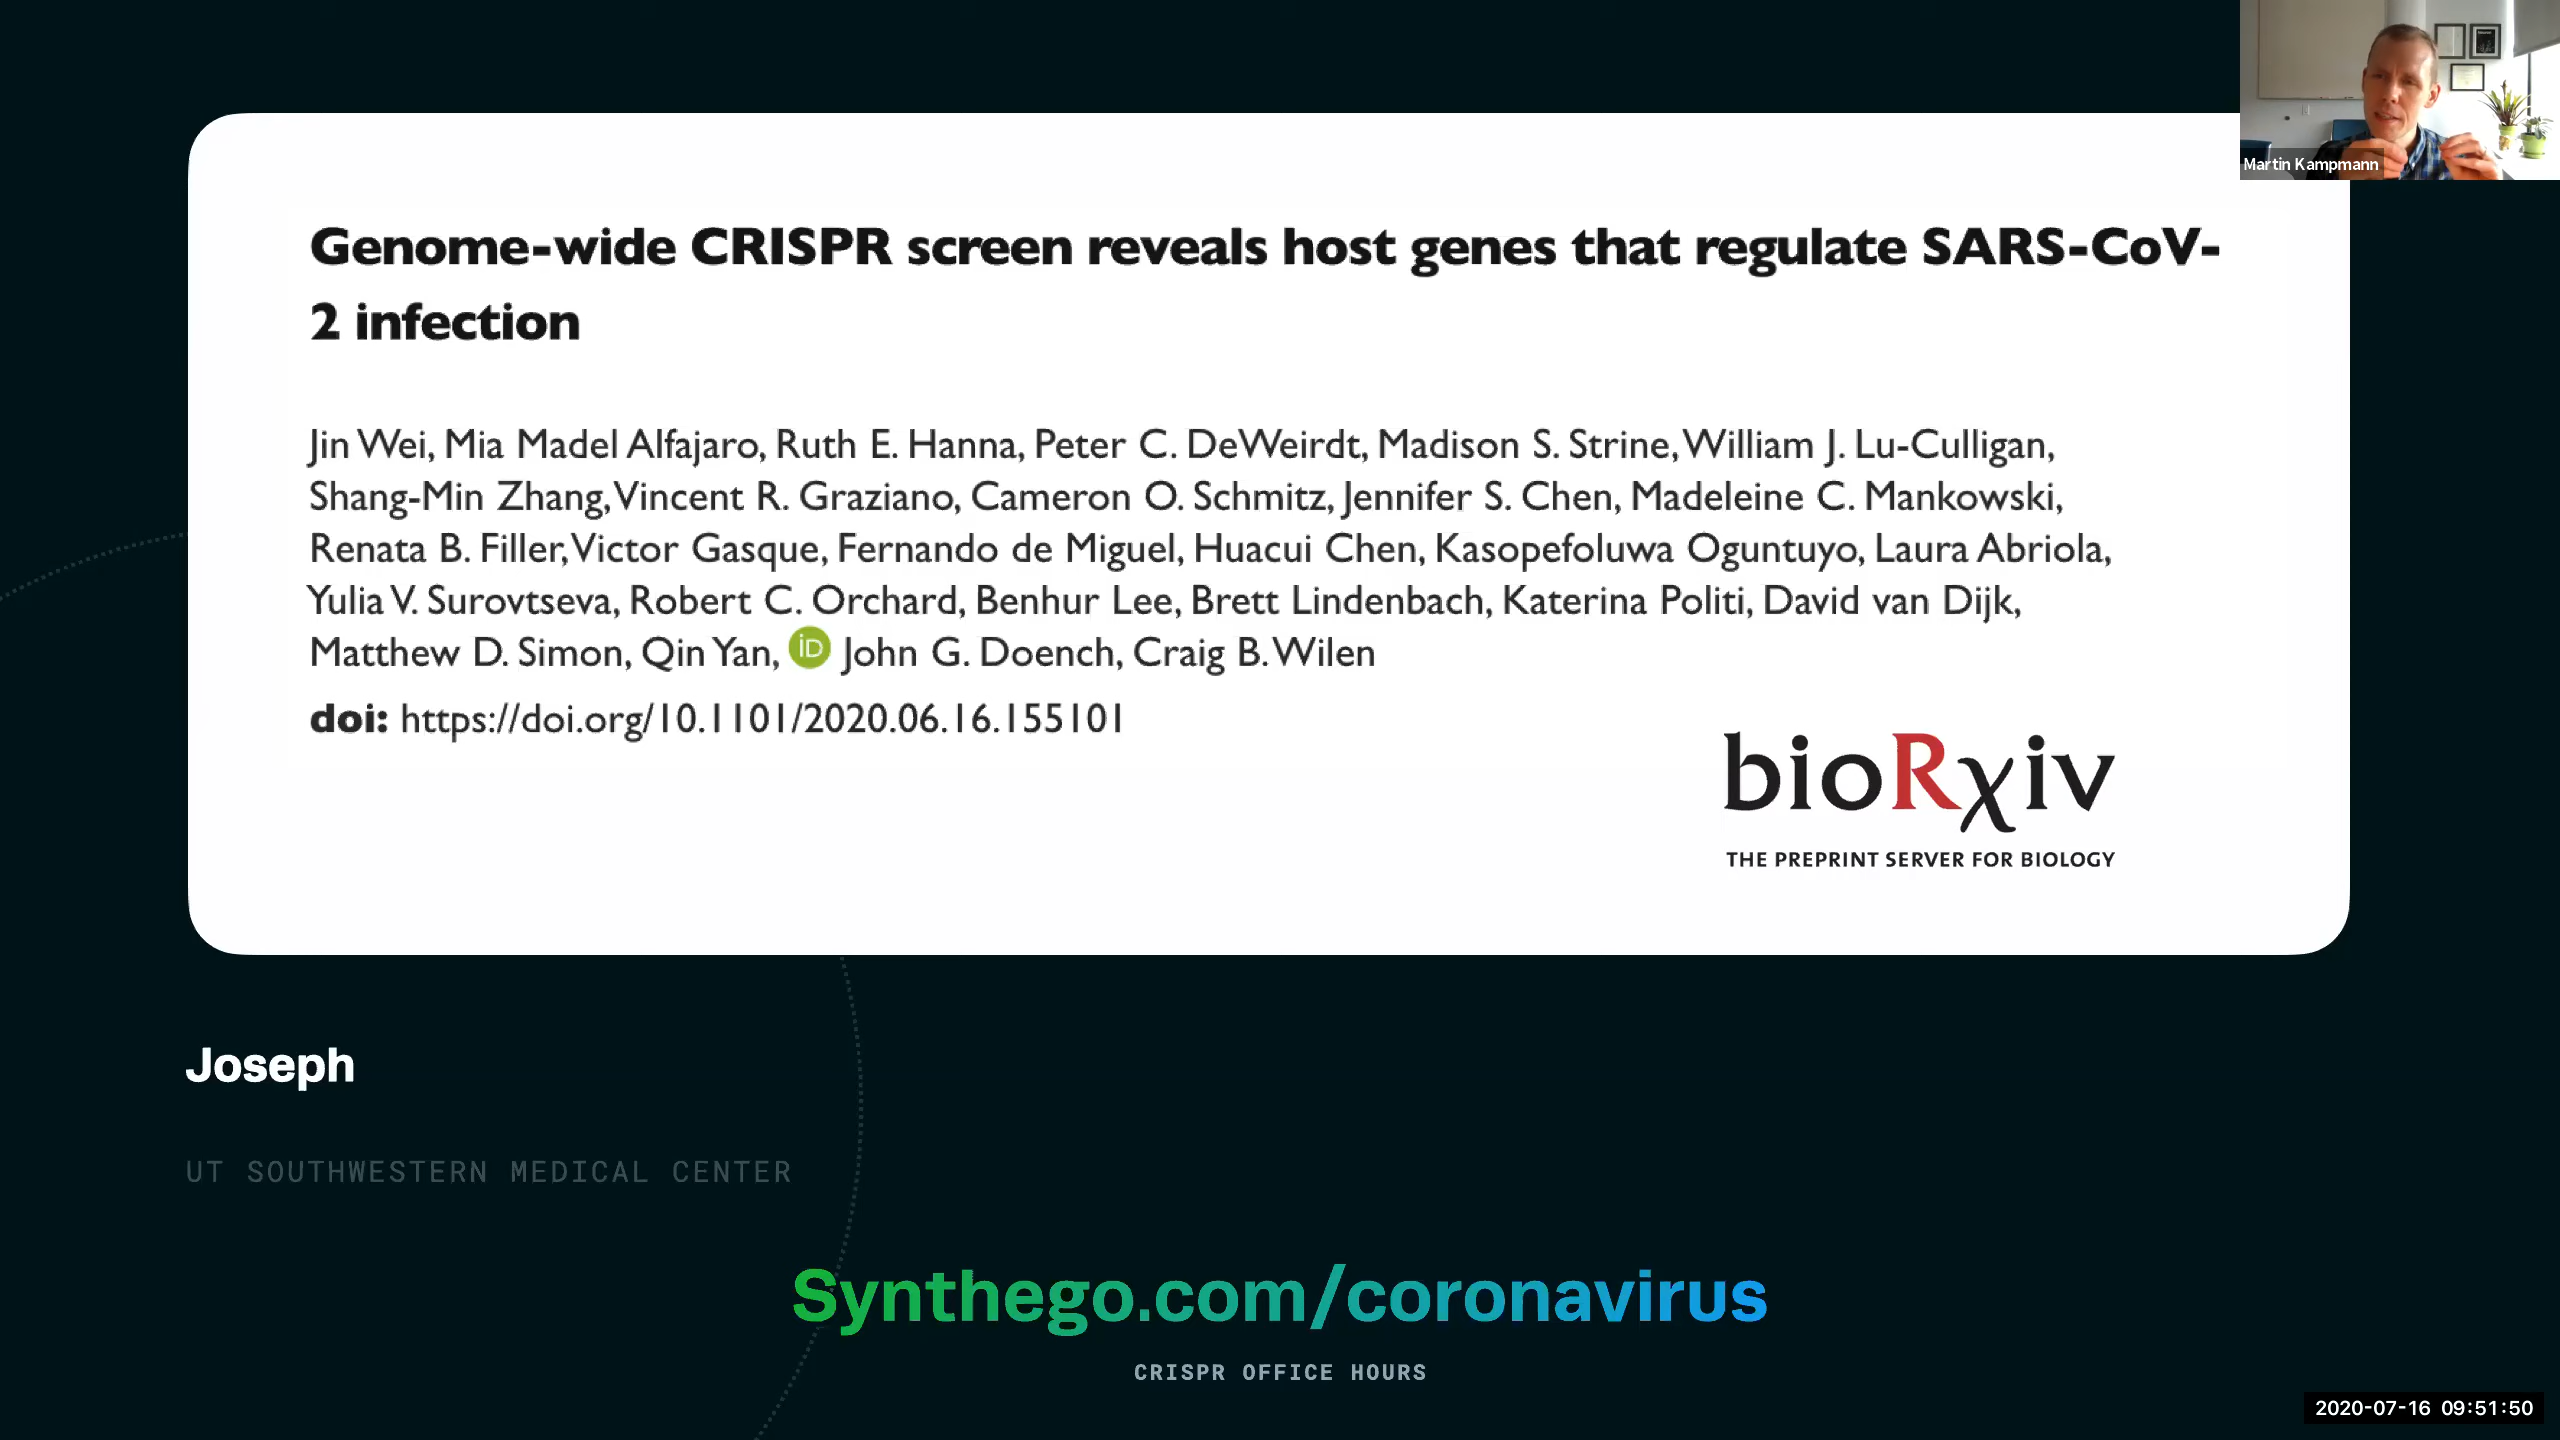 Martin Kampmann
Genome-wide CRISPR screen reveals host genes that regulate SARS-CoV-
2 infection
Jin Wei, Mia Madel Alfajaro, Ruth E. Hanna, Peter C. DeWeirdt, Madison S. Strine, William J. Lu-Culligan,
Shang-Min Zhang, Vincent R. Graziano, Cameron O. Schmitz, Jennifer S. Chen, Madeleine C. Mankowski,
Renata B. Filler, Victor Gasque, Fernando de Miguel, Huacui Chen, Kasopefoluwa Oguntuyo, Laura Abriola,
Yulia V. Surovtseva, Robert C. Orchard, Benhur Lee, Brett Lindenbach, Katerina Politi, David van Dijk,
Matthew D. Simon, Qin Yan, iD John G. Doench, Craig B. Wilen
doi: https://doi.org/10.1101/2020.06.16.155101
bioRχiv
THE PREPRINT SERVER FOR BIOLOGY
Joseph
UT SOUTHWESTERN MEDICAL CENTER
Synthego.com/coronavirus
CRISPR OFFICE HOURS
2020-07-16 09:51:50